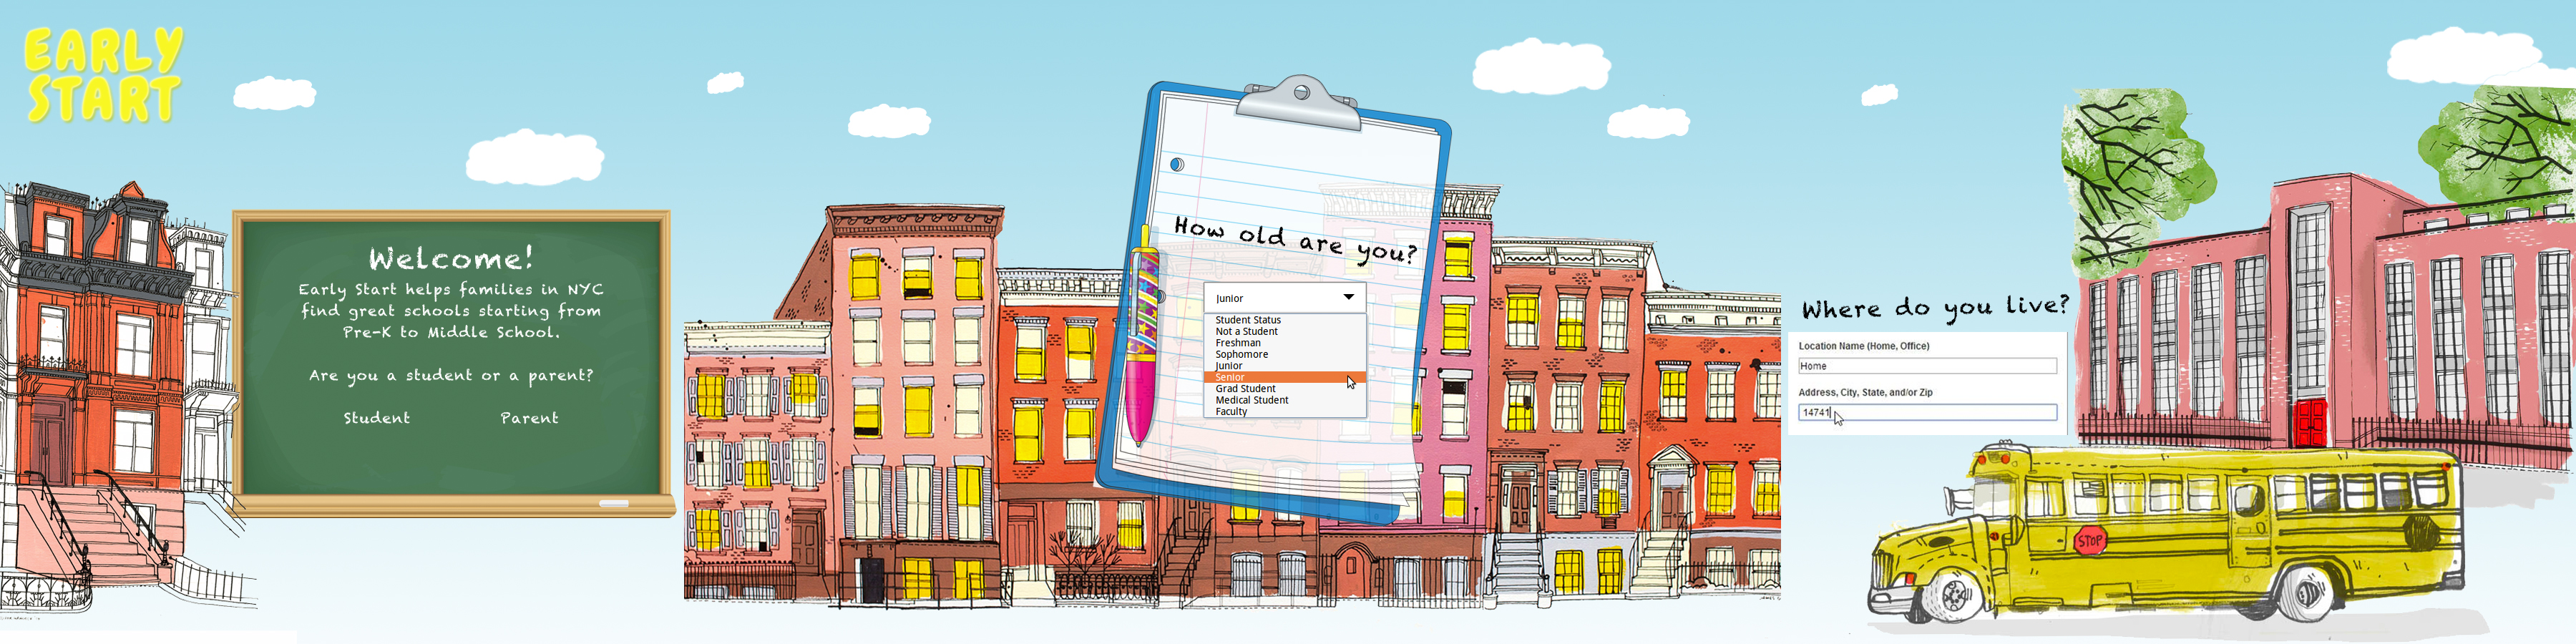 EARLY
START
Welcome!
Early Start helps families in NYC
find great schools starting from
Pre-K to Middle School.
Are you a student or a parent?
Student
Parent
How old are you?
Junior
Student Status
Not a Student
Freshman
Sophomore
Junior
Senior
Grad Student
Medical Student
Faculty
Where do you live?
Location Name (Home, Office)
Home
Address, City, State, and/or Zip
14741
STOP